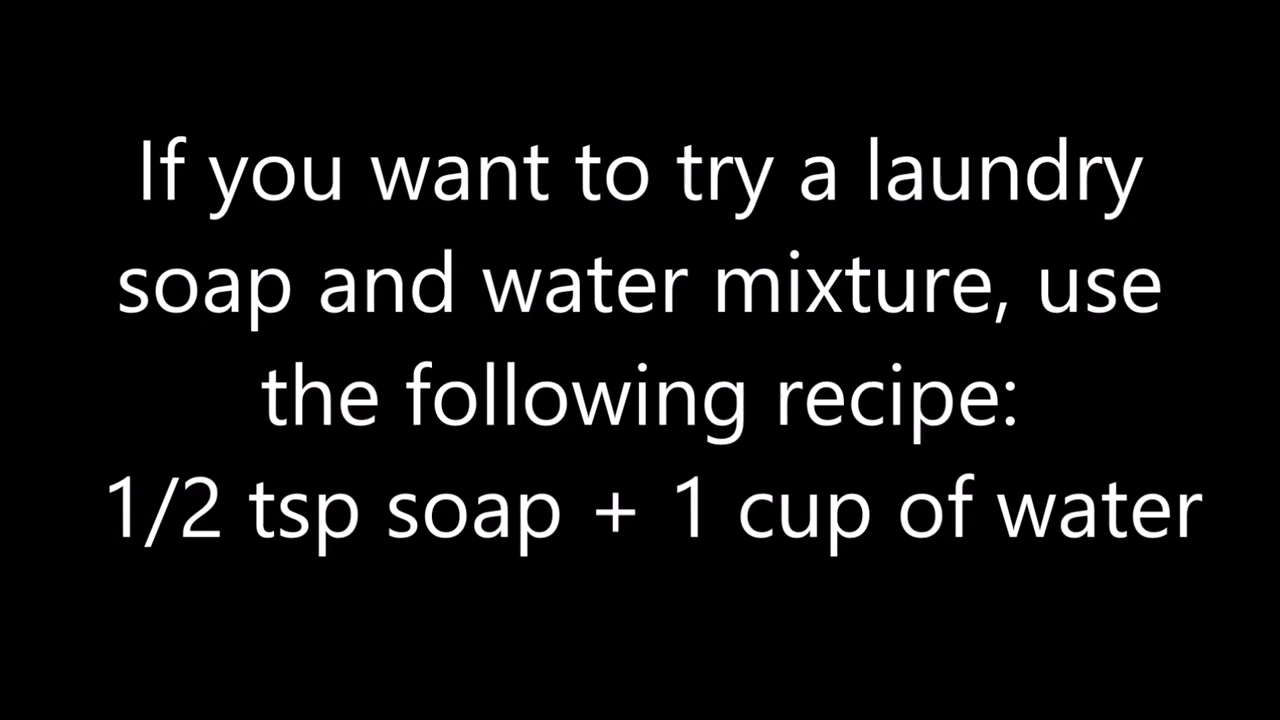 If you want to try a laundry
soap and water mixture, use
the following recipe:
1/2 tsp soap + 1 cup of water